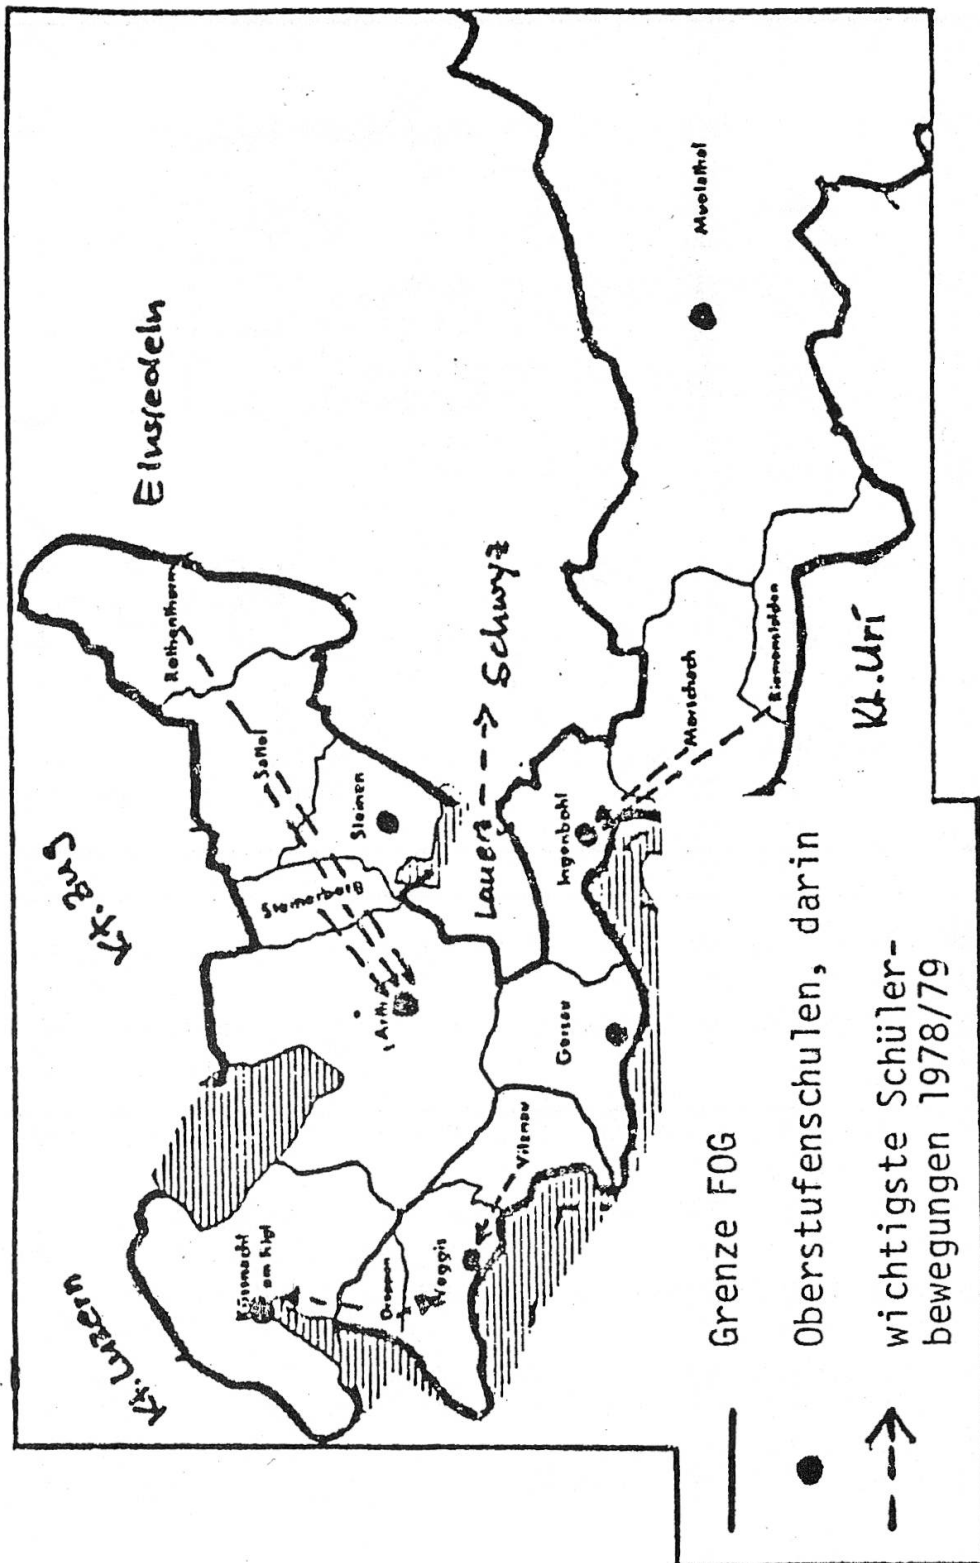 Kt. Luzern
Kt. Zug
Einsiedeln
Küssnacht
am Rigi
Greppen
Weggis
Vitznau
Gersau
Arth
Steinerberg
Sattel
Rothenthurm
Steinen
Lauerz ---> Schwyz
Ingenbohl
Morschach
Riemenstalden
Muotathal
Kt. Uri
Grenze FOG
Oberstufenschulen, darin
wichtigste Schüler-
bewegungen 1978/79